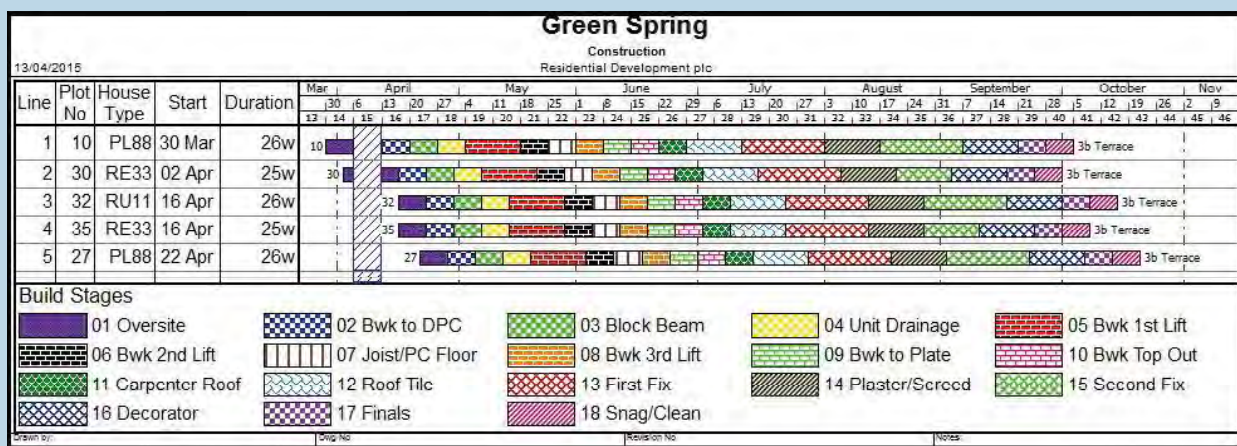 Green Spring
Construction
13/04/2015
Residential Development plc
Line Plot No House Type Start Duration
Mar April May June July August September October Nov
30 6 13 20 27 4 11 18 25 1 8 15 22 29 6 13 20 27 3 10 17 24 31 7 14 21 28 5 12 19 26 2 9
13 14 15 16 17 18 19 20 21 22 23 24 25 26 27 28 29 30 31 32 33 34 35 36 37 38 39 40 41 42 43 44 45 46
1 10 PL88 30 Mar 26w 10 3b Terrace
2 30 RE33 02 Apr 25w 30 3b Terrace
3 32 RU11 16 Apr 26w 32 3b Terrace
4 35 RE33 16 Apr 25w 35 3b Terrace
5 27 PL88 22 Apr 26w 27 3b Terrace
Build Stages
01 Oversite 02 Bwk to DPC 03 Block Beam 04 Unit Drainage 05 Bwk 1st Lift
06 Bwk 2nd Lift 07 Joist/PC Floor 08 Bwk 3rd Lift 09 Bwk to Plate 10 Bwk Top Out
11 Carpenter Roof 12 Roof Tile 13 First Fix 14 Plaster/Screed 15 Second Fix
16 Decorator 17 Finals 18 Snag/Clean
Drawn by: Dwg No Revision No Notes: